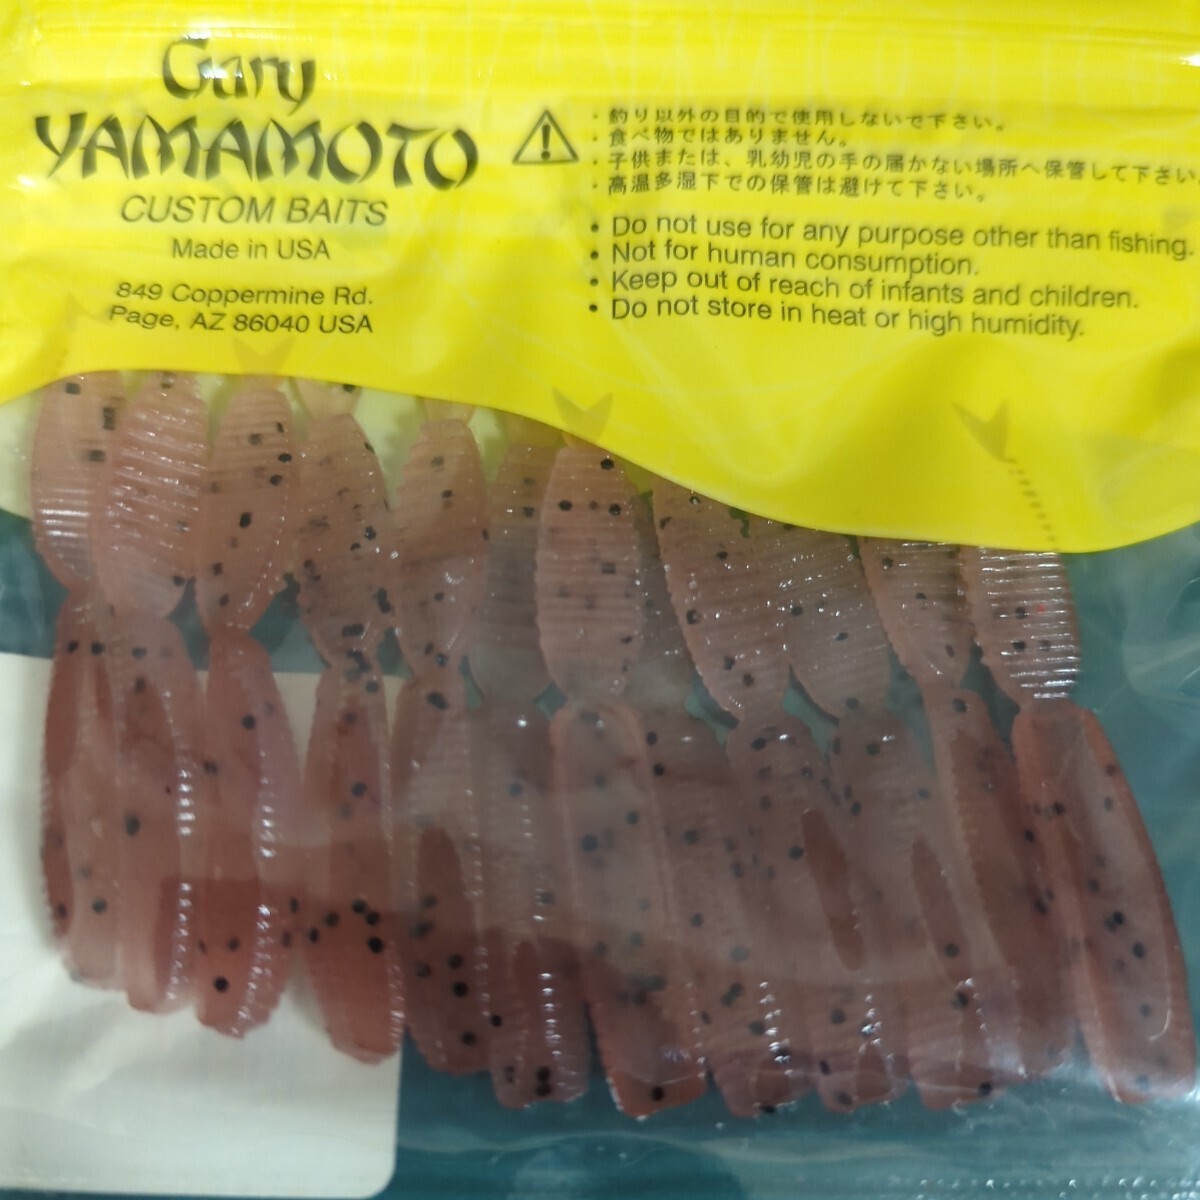 Gary
YAMAMOTO
CUSTOM BAITS
Made in USA
849 Coppermine Rd.
Page, AZ 86040 USA
・釣り以外の目的で使用しないで下さい。
・食べ物ではありません。
・子供または、乳幼児の手の届かない場所へ保管して下さい。
・高温多湿下での保管は避けて下さい。
• Do not use for any purpose other than fishing.
• Not for human consumption.
• Keep out of reach of infants and children.
• Do not store in heat or high humidity.